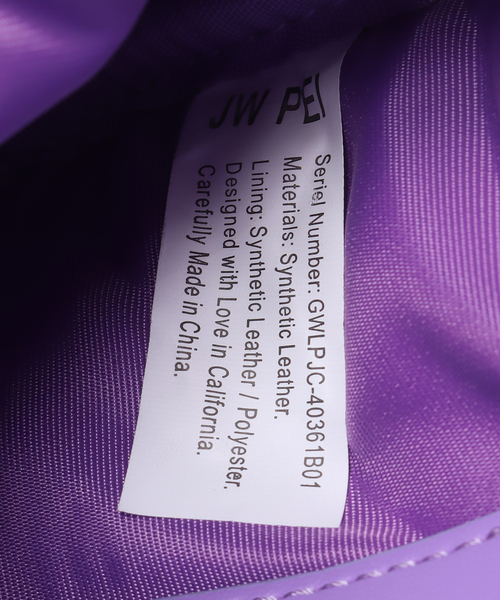 JW PEI
Seriel Number: GWLPJC-40361B01
Materials: Synthetic Leather.
Lining: Synthetic Leather / Polyester.
Designed with Love in California.
Carefully Made in China.